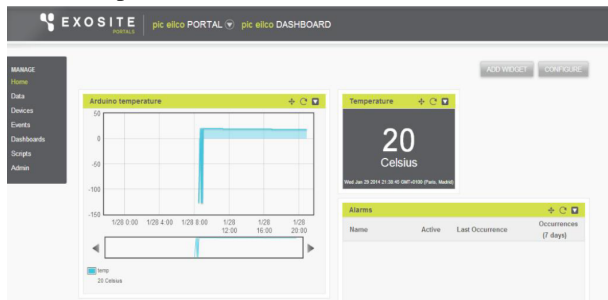 EXOSITE
PORTALS
pic elico PORTAL
pic elico DASHBOARD
ADD WIDGET
CONFIGURE
MANAGE
Home
Data
Devices
Events
Dashboards
Scripts
Admin
Arduino temperature
50
0
-50
-100
-150
1/28 0:00
1/28 4:00
1/28 8:00
1/28
12:00
1/28
16:00
1/28
20:00
temp
20 Celsius
Temperature
20
Celsius
Wed Jan 29 2014 21:38:45 GMT+0100 (Paris, Madrid)
Alarms
Name
Active
Last Occurrence
Occurrences
(7 days)